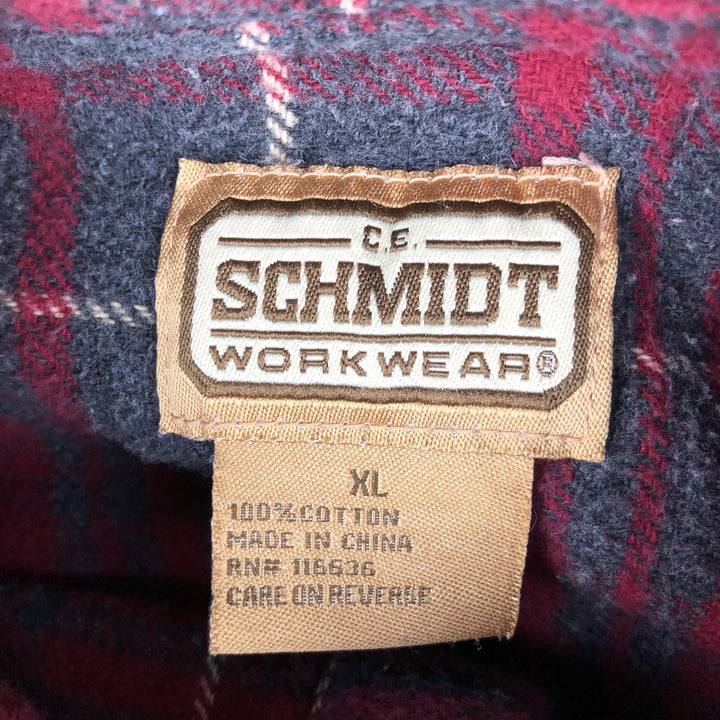 C.E.
SCHMIDT
WORKWEAR®
XL
100% COTTON
MADE IN CHINA
RN# 116636
CARE ON REVERSE